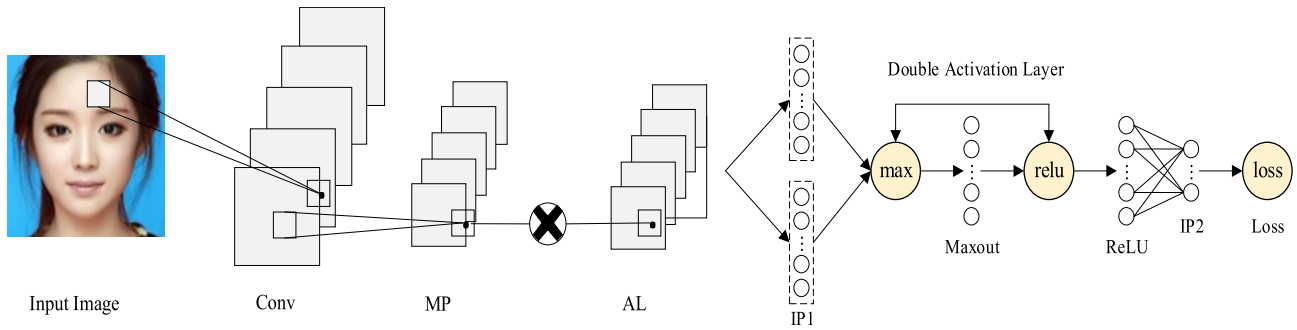 Double Activation Layer
max
relu
loss
Maxout
ReLU
IP2
Loss
Input Image
Conv
MP
AL
IP1